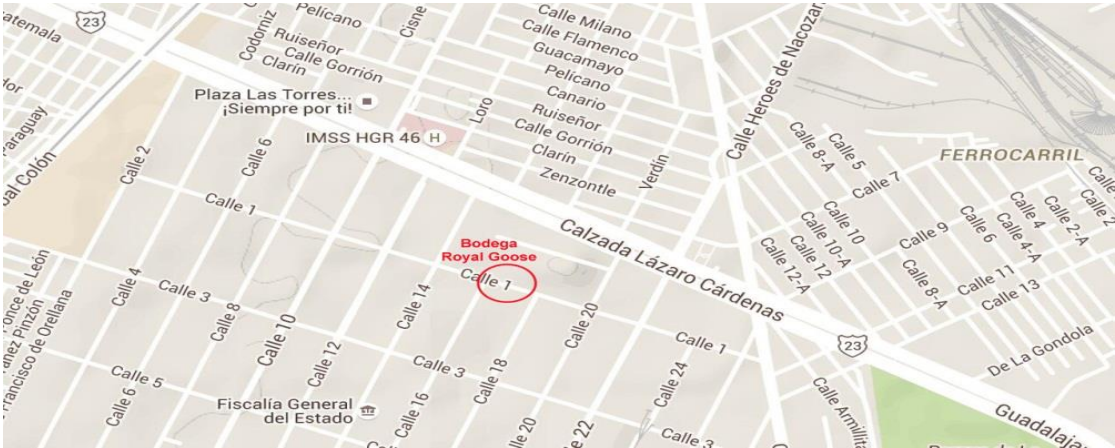 23
Pelícano
Cisne
Codorniz
Ruiseñor
Calle Gorrión
Clarín
Calle Milano
Calle Flamenco
Guacamayo
Pelícano
Canario
Ruiseñor
Calle Gorrión
Clarín
Zenzontle
Verdín
Loro
Calle Heroes de Nacozari
Paraguay
Plaza Las Torres...
¡Siempre por ti!
IMSS HGR 46 H
FERROCARRIL
Calle 2
Calle 6
Calle 8-A
Calle 5
Calle 7
Calle 10
Calle 10-A
Calle 12
Calle 12-A
Calle 9
Calle 6
Calle 4
Calle 4-A
Calle 2-A
Calle 2
Calle 8-A
Calle 11
Calle 13
Calle 1
Bodega
Royal Goose
Calle 1
Calzada Lázaro Cárdenas
Ponce de León
Francisco de Orellana
Calle 4
Calle 3
Calle 8
Calle 10
Calle 12
Calle 14
Calle 20
Calle 1
23
De La Gondola
Calle 5
Calle 6
Calle 3
Calle 18
Calle 16
Calle 24
Fiscalía General
del Estado
Calle 3